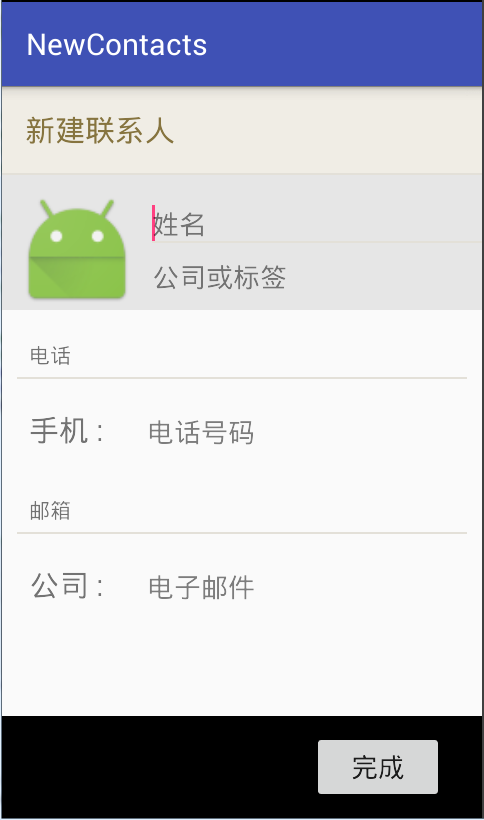 NewContacts
新建联系人
姓名
公司或标签
电话
手机： 电话号码
邮箱
公司： 电子邮件
完成